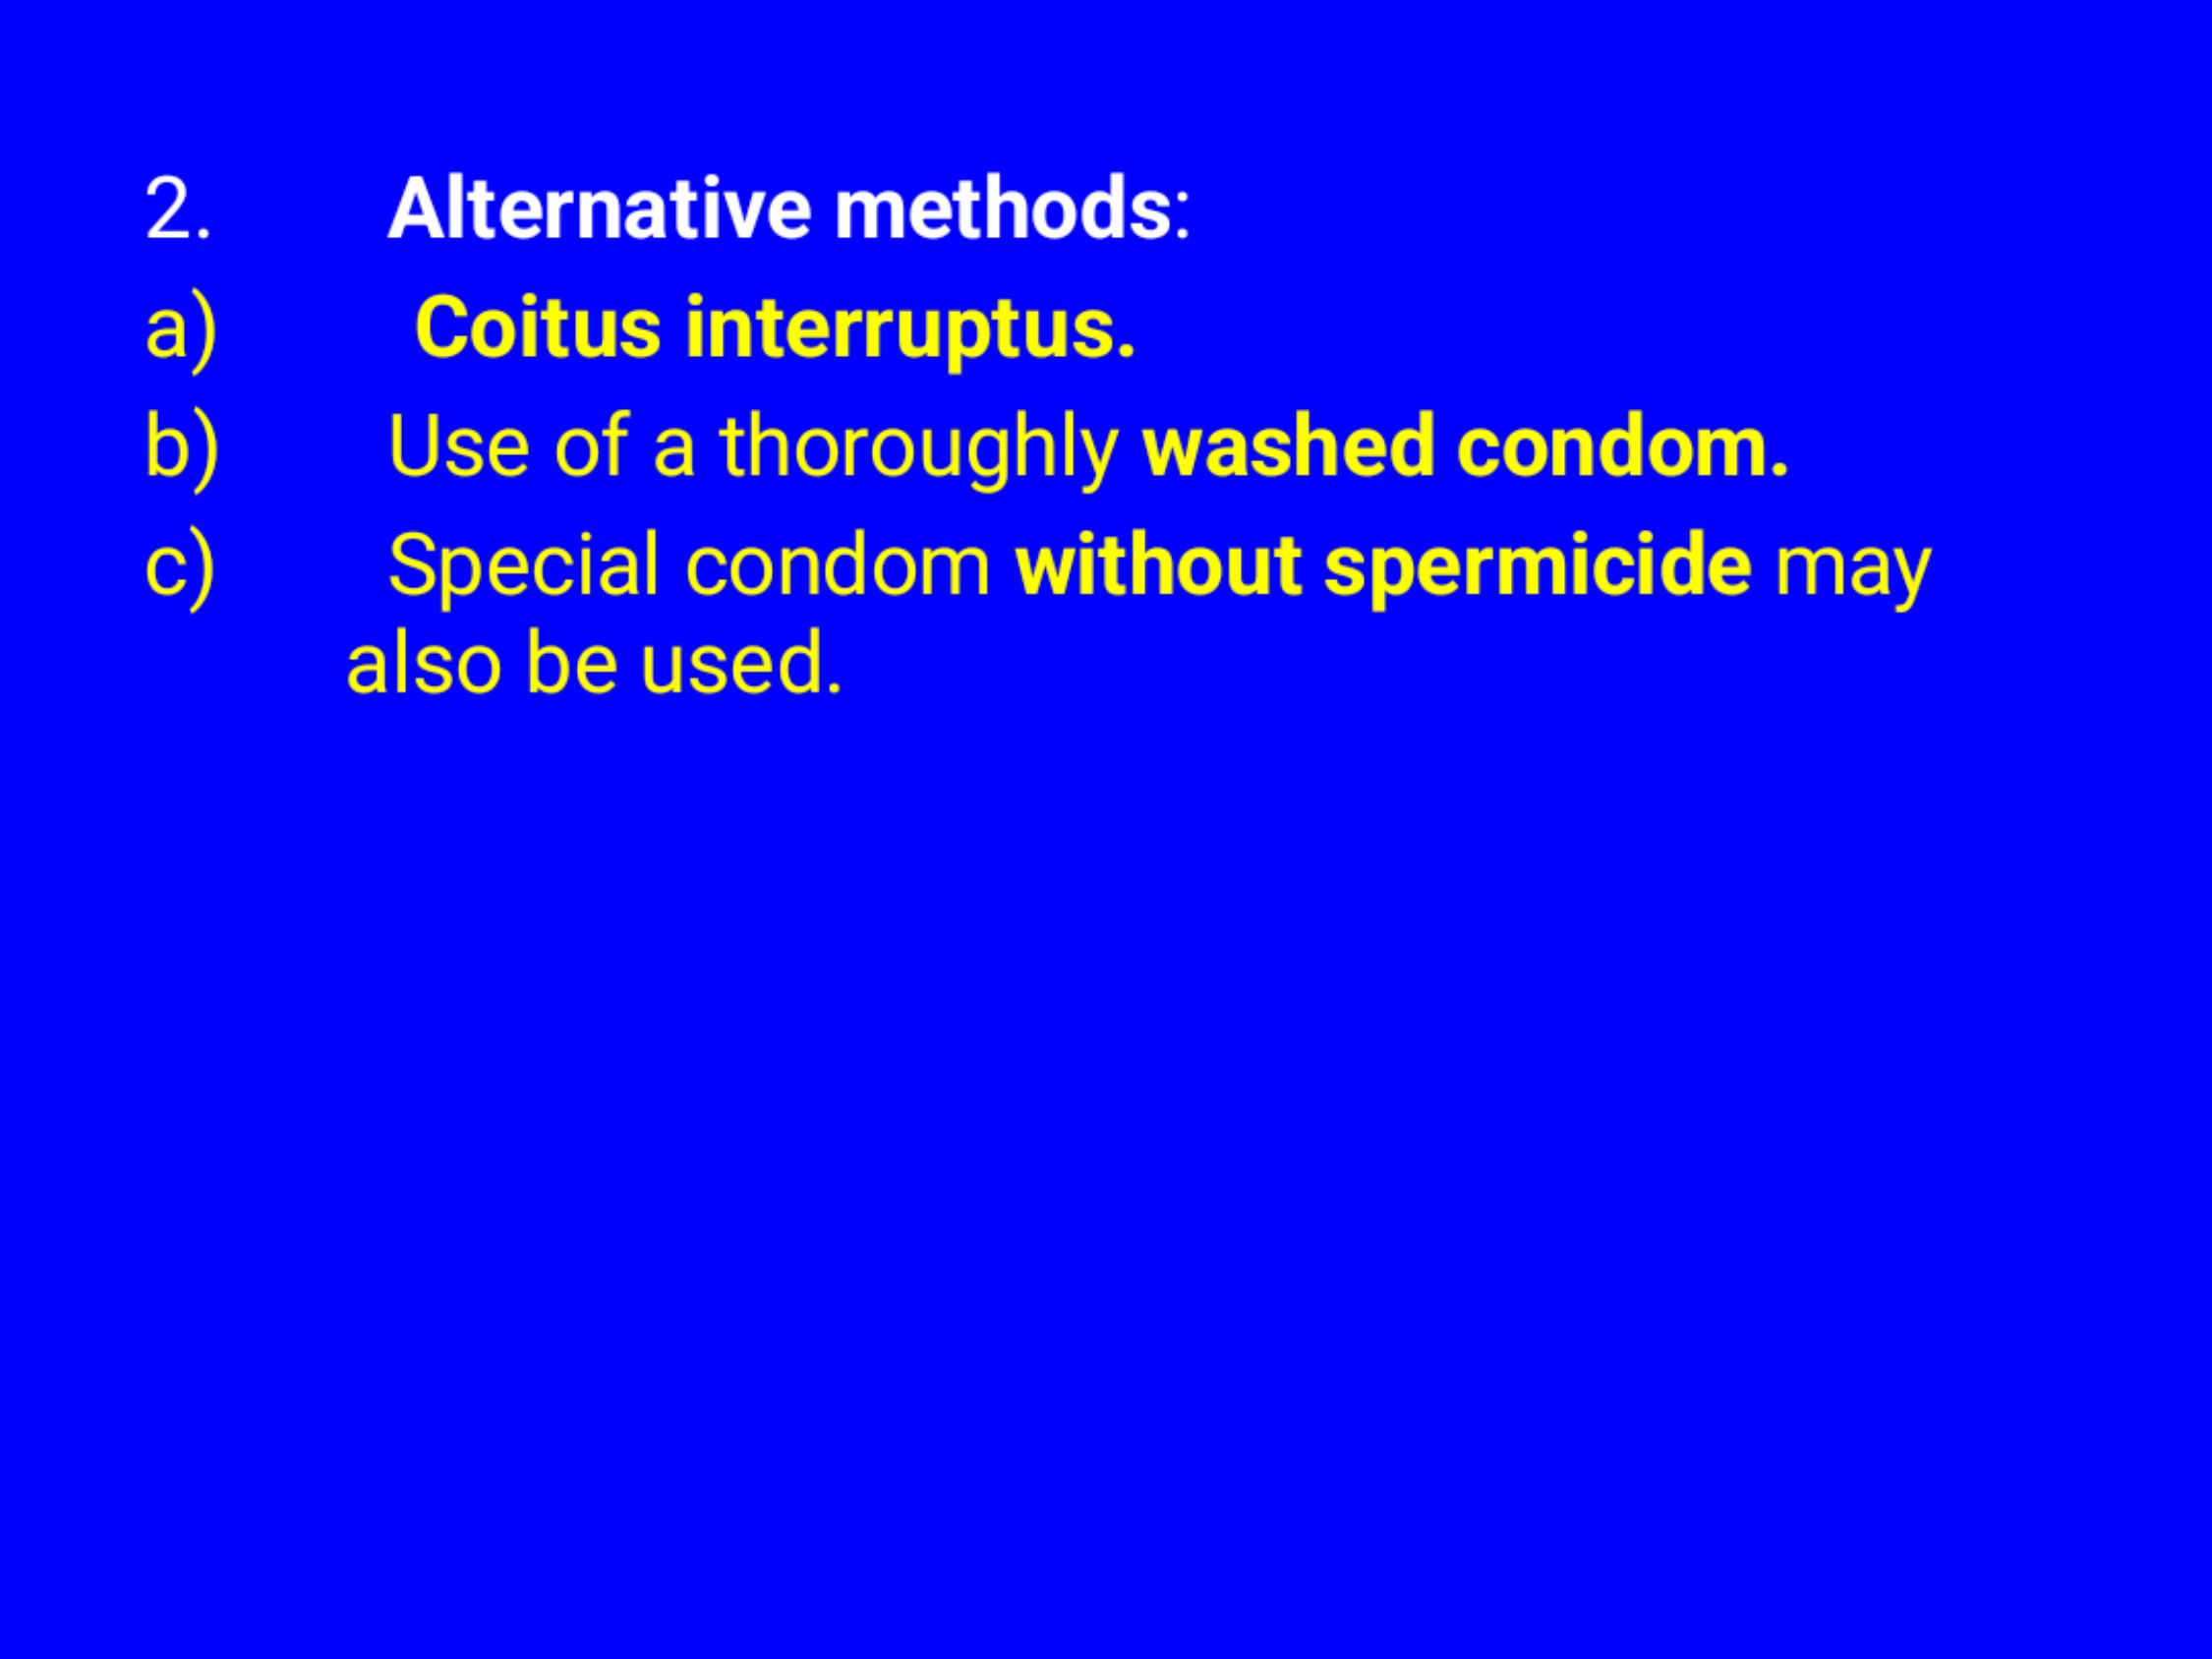 2. Alternative methods:
a) Coitus interruptus.
b) Use of a thoroughly washed condom.
c) Special condom without spermicide may
also be used.